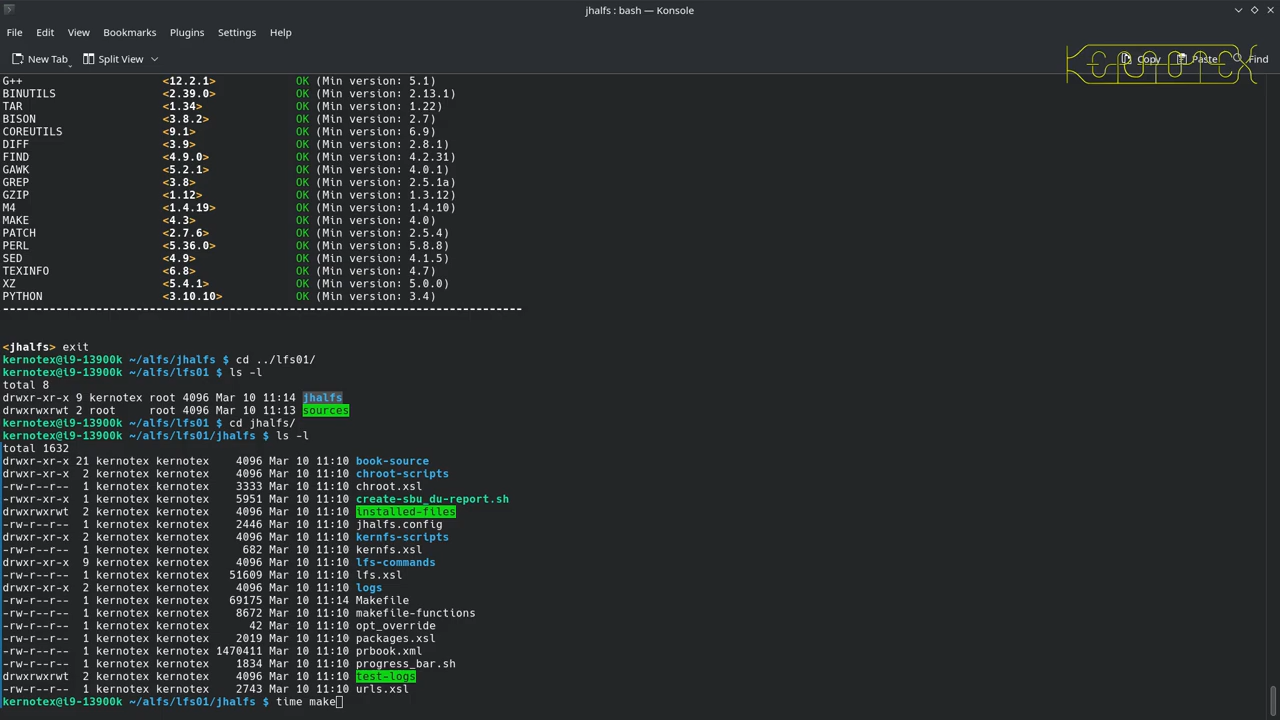 jhalfs : bash — Konsole
File Edit View Bookmarks Plugins Settings Help
New Tab Split View Copy Paste Find
kernotex
G++ <12.2.1> OK (Min version: 5.1)
BINUTILS <2.39.0> OK (Min version: 2.13.1)
TAR <1.34> OK (Min version: 1.22)
BISON <3.8.2> OK (Min version: 2.7)
COREUTILS <9.1> OK (Min version: 6.9)
DIFF <3.9> OK (Min version: 2.8.1)
FIND <4.9.0> OK (Min version: 4.2.31)
GAWK <5.2.1> OK (Min version: 4.0.1)
GREP <3.8> OK (Min version: 2.5.1a)
GZIP <1.12> OK (Min version: 1.3.12)
M4 <1.4.19> OK (Min version: 1.4.10)
MAKE <4.3> OK (Min version: 4.0)
PATCH <2.7.6> OK (Min version: 2.5.4)
PERL <5.36.0> OK (Min version: 5.8.8)
SED <4.9> OK (Min version: 4.1.5)
TEXINFO <6.8> OK (Min version: 4.7)
XZ <5.4.1> OK (Min version: 5.0.0)
PYTHON <3.10.10> OK (Min version: 3.4)
------------------------------------------------------------------------------
<jhalfs> exit
kernotex@i9-13900k ~/alfs/jhalfs $ cd ../lfs01/
kernotex@i9-13900k ~/alfs/lfs01 $ ls -l
total 8
drwxr-xr-x 9 kernotex root 4096 Mar 10 11:14 jhalfs
drwxrwxrwt 2 root root 4096 Mar 10 11:13 sources
kernotex@i9-13900k ~/alfs/lfs01 $ cd jhalfs/
kernotex@i9-13900k ~/alfs/lfs01/jhalfs $ ls -l
total 1632
drwxr-xr-x 21 kernotex kernotex 4096 Mar 10 11:10 book-source
drwxr-xr-x 2 kernotex kernotex 4096 Mar 10 11:10 chroot-scripts
-rw-r--r-- 1 kernotex kernotex 3333 Mar 10 11:10 chroot.xsl
-rwxr-xr-x 1 kernotex kernotex 5951 Mar 10 11:10 create-sbu_du-report.sh
drwxrwxrwt 2 kernotex kernotex 4096 Mar 10 11:10 installed-files
-rw-r--r-- 1 kernotex kernotex 2446 Mar 10 11:10 jhalfs.config
drwxr-xr-x 2 kernotex kernotex 4096 Mar 10 11:10 kernfs-scripts
-rw-r--r-- 1 kernotex kernotex 682 Mar 10 11:10 kernfs.xsl
drwxr-xr-x 9 kernotex kernotex 4096 Mar 10 11:10 lfs-commands
-rw-r--r-- 1 kernotex kernotex 51609 Mar 10 11:10 lfs.xsl
drwxr-xr-x 2 kernotex kernotex 4096 Mar 10 11:10 logs
-rw-r--r-- 1 kernotex kernotex 69175 Mar 10 11:14 Makefile
-rw-r--r-- 1 kernotex kernotex 8672 Mar 10 11:10 makefile-functions
-rw-r--r-- 1 kernotex kernotex 42 Mar 10 11:10 opt_override
-rw-r--r-- 1 kernotex kernotex 2019 Mar 10 11:10 packages.xsl
-rw-r--r-- 1 kernotex kernotex 1470411 Mar 10 11:10 prbook.xml
-rw-r--r-- 1 kernotex kernotex 1834 Mar 10 11:10 progress_bar.sh
drwxrwxrwt 2 kernotex kernotex 4096 Mar 10 11:10 test-logs
-rw-r--r-- 1 kernotex kernotex 2743 Mar 10 11:10 urls.xsl
kernotex@i9-13900k ~/alfs/lfs01/jhalfs $ time make